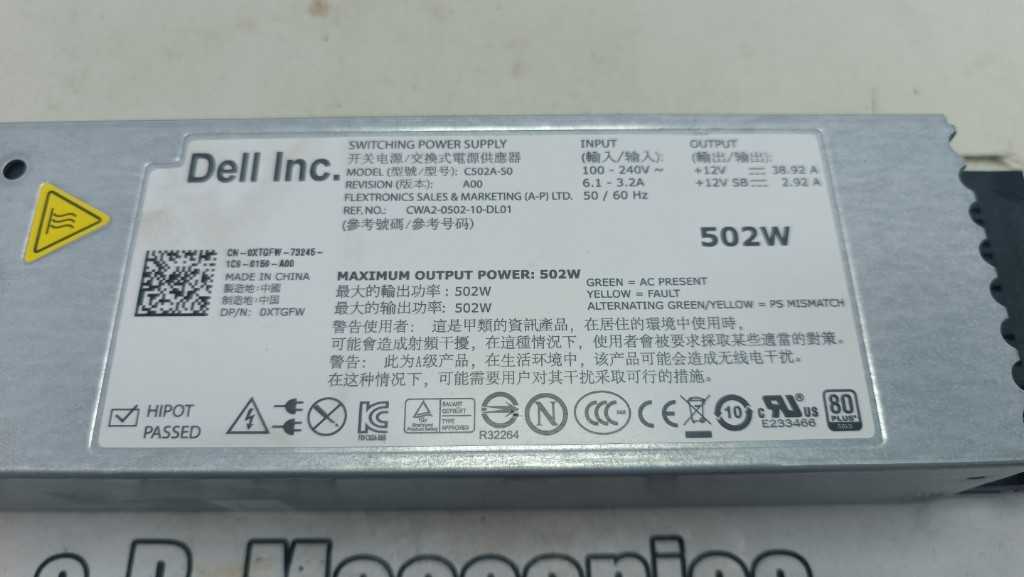 Dell Inc.
SWITCHING POWER SUPPLY
开关电源/交換式電源供應器
MODEL (型號/型号): C502A-S0
REVISION (版本): A00
FLEXTRONICS SALES & MARKETING (A-P) LTD.
REF.NO.: CWA2-0502-10-DL01
(參考號碼/参考号码)
INPUT
(輸入/输入):
100 - 240V ~
6.1 - 3.2A
50 / 60 Hz
OUTPUT
(輸出/输出):
+12V ⎓ 38.92 A
+12V SB ⎓ 2.92 A
502W
CN-0XTGFW-73245-
1C9-0150-A00
MADE IN CHINA
製造地:中國
制造地:中国
DP/N: 0XTGFW
MAXIMUM OUTPUT POWER: 502W
最大的輸出功率: 502W
最大的输出功率: 502W
GREEN = AC PRESENT
YELLOW = FAULT
ALTERNATING GREEN/YELLOW = PS MISMATCH
警告使用者: 這是甲類的資訊產品, 在居住的環境中使用時,
可能會造成射頻干擾, 在這種情況下, 使用者會被要求採取某些適當的對策。
警告: 此为A级产品, 在生活环境中, 该产品可能会造成无线电干扰。
在这种情况下, 可能需要用户对其干扰采取可行的措施。
HIPOT
PASSED
TYPE
APPROVED
R32264
N
CCC
CE
10
c UL ® US
E233466
80
PLUS
GOLD